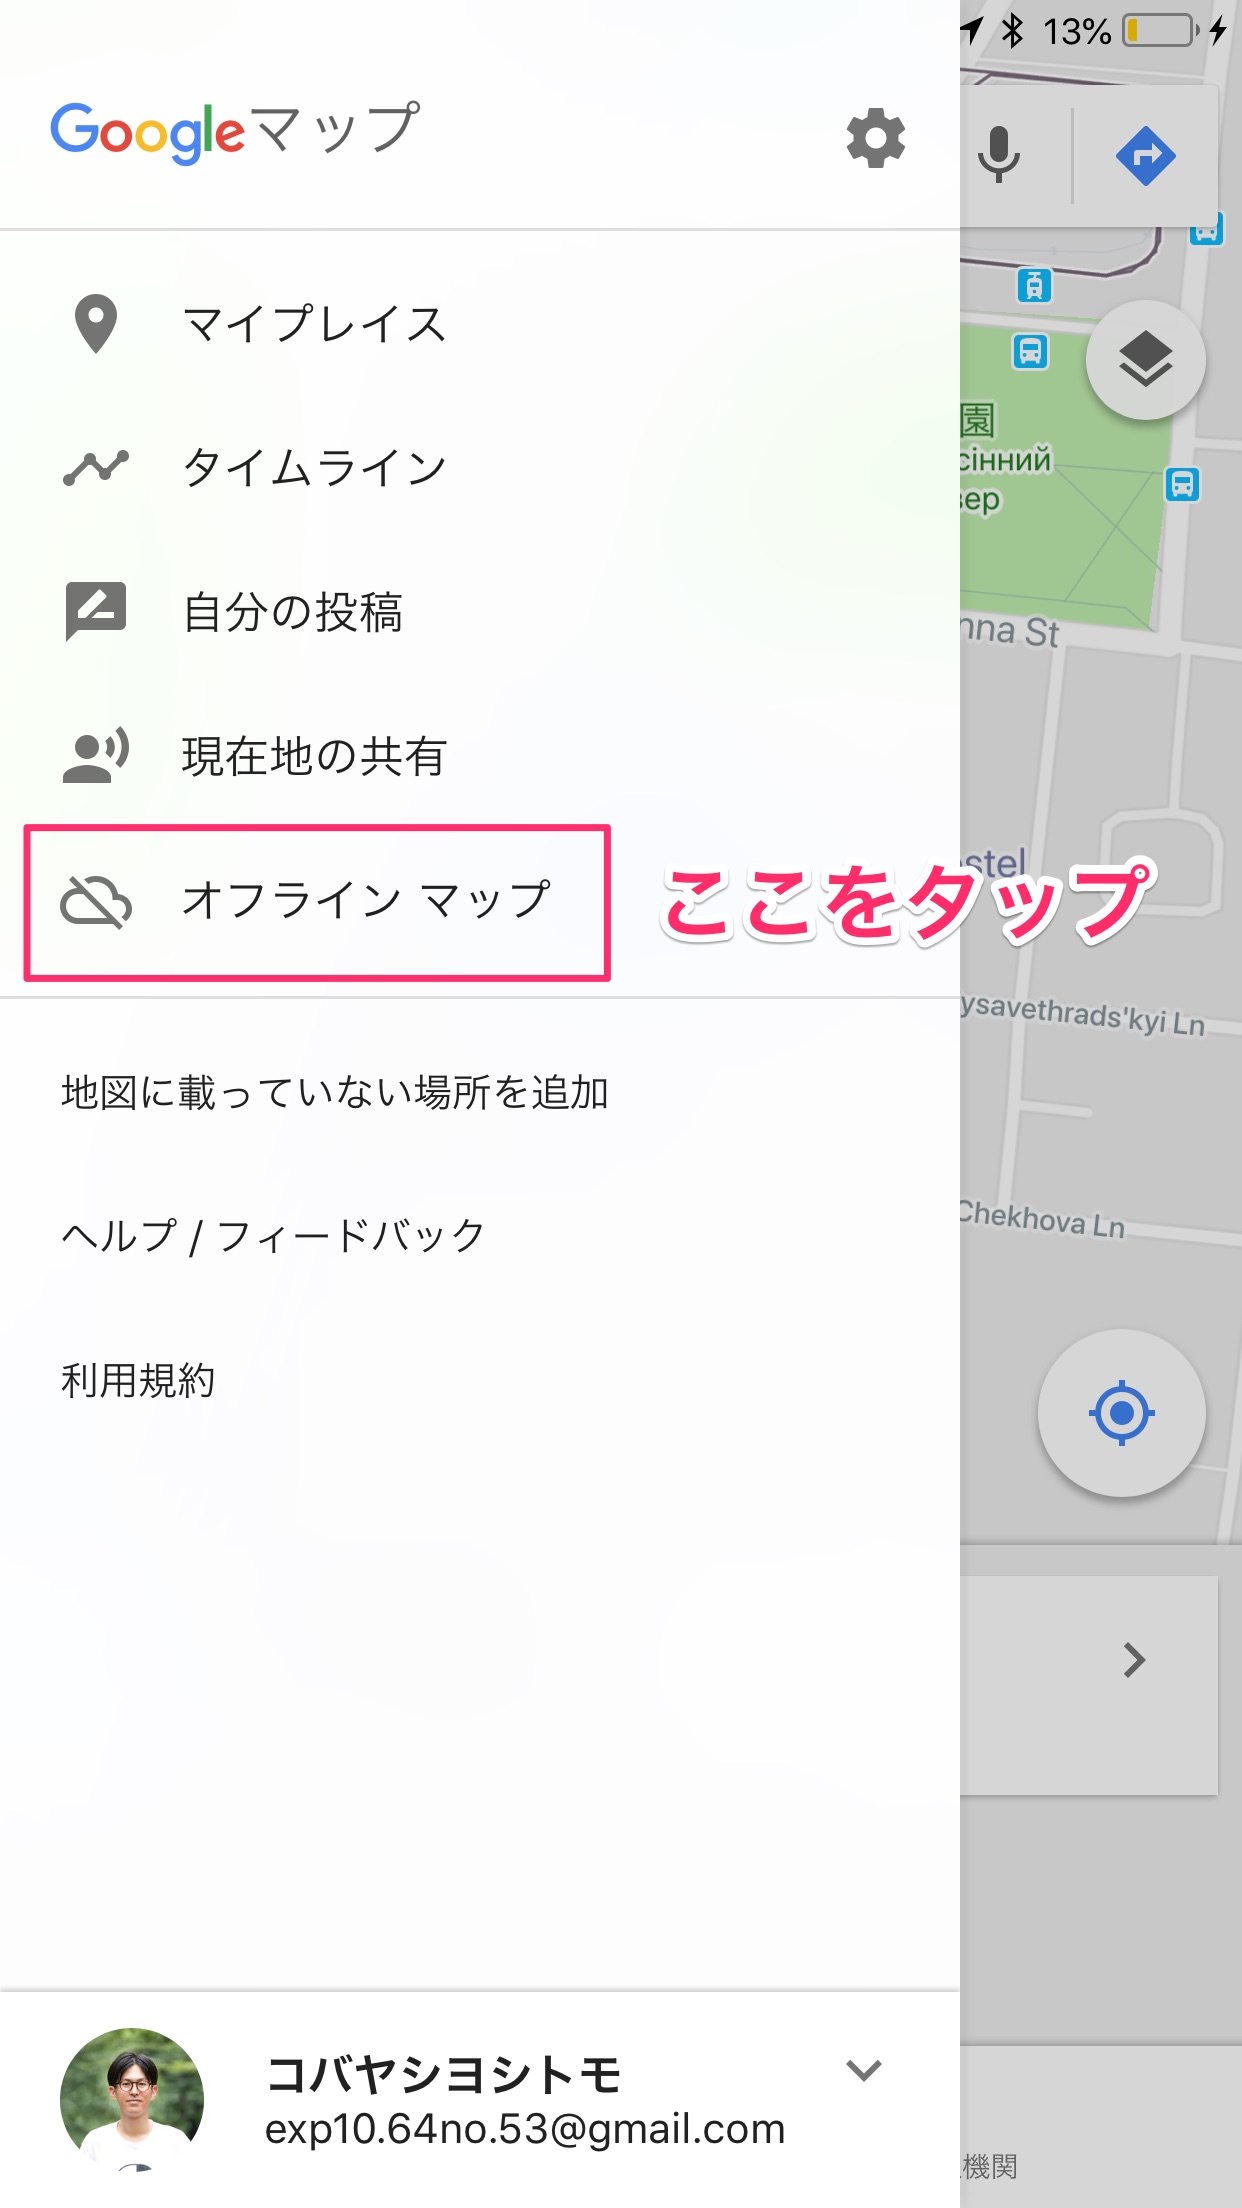 13%
Googleマップ
マイプレイス
園
сінний
вер
タイムライン
自分の投稿
nna St
現在地の共有
ostel
オフライン マップ
ここをタップ
ysavethrads'kyi Ln
地図に載っていない場所を追加
Chekhova Ln
ヘルプ / フィードバック
利用規約
コバヤシヨシトモ
exp10.64no.53@gmail.com
機関